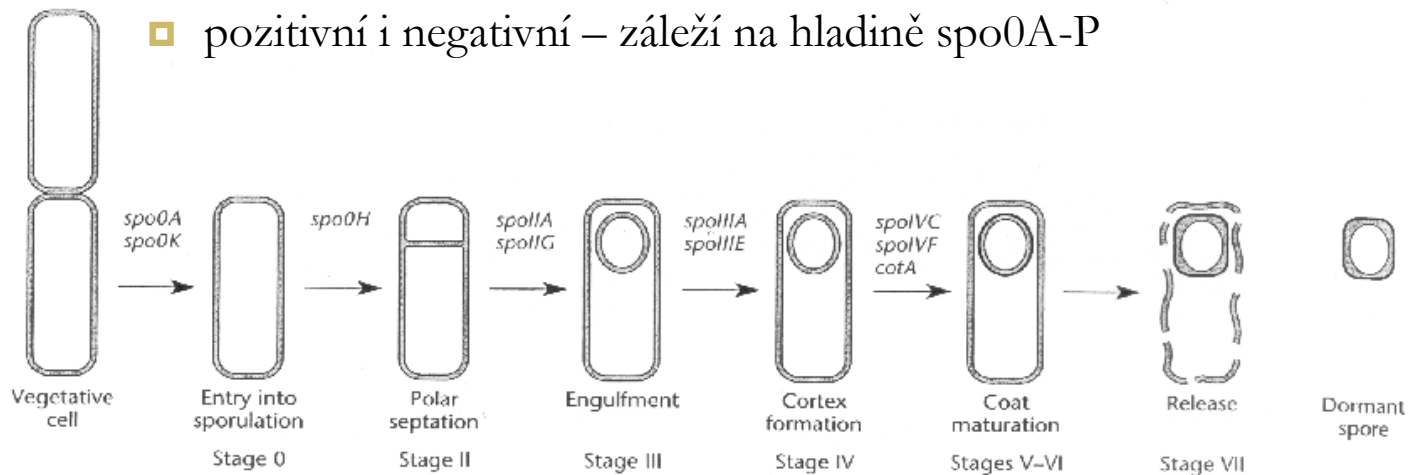 pozitivní i negativní – záleží na hladině spo0A-P
spo0A
spo0K
spo0H
spoIIA
spoIIG
spoIIIA
spoIIIE
spoIVC
spoIVF
cotA
Vegetative
cell
Entry into
sporulation
Stage 0
Polar
septation
Stage II
Engulfment
Stage III
Cortex
formation
Stage IV
Coat
maturation
Stages V–VI
Release
Stage VII
Dormant
spore